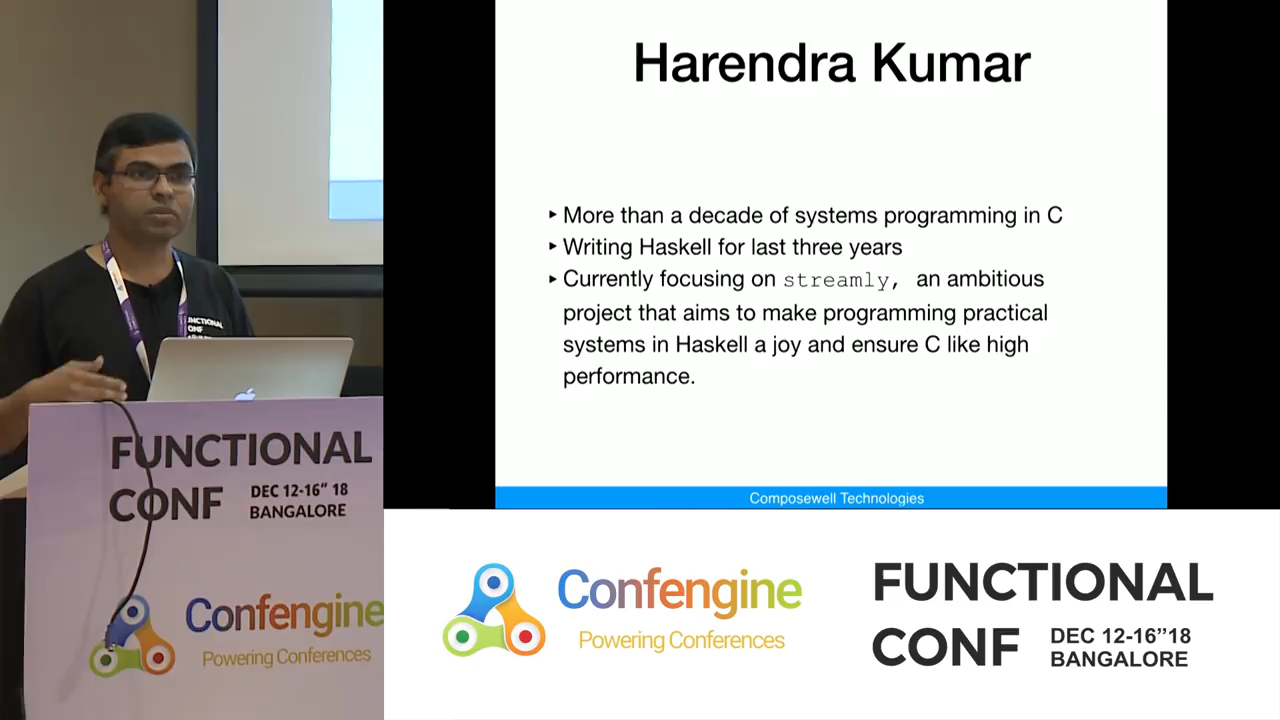 Harendra Kumar
‣ More than a decade of systems programming in C
‣ Writing Haskell for last three years
‣ Currently focusing on streamly, an ambitious
project that aims to make programming practical
systems in Haskell a joy and ensure C like high
performance.
Composewell Technologies
CONF
FUNCTIONAL
CONF
DEC 12-16" 18
BANGALORE
Confengine
Powering Conferences
Confengine
Powering Conferences
FUNCTIONAL
CONF
DEC 12-16”18
BANGALORE